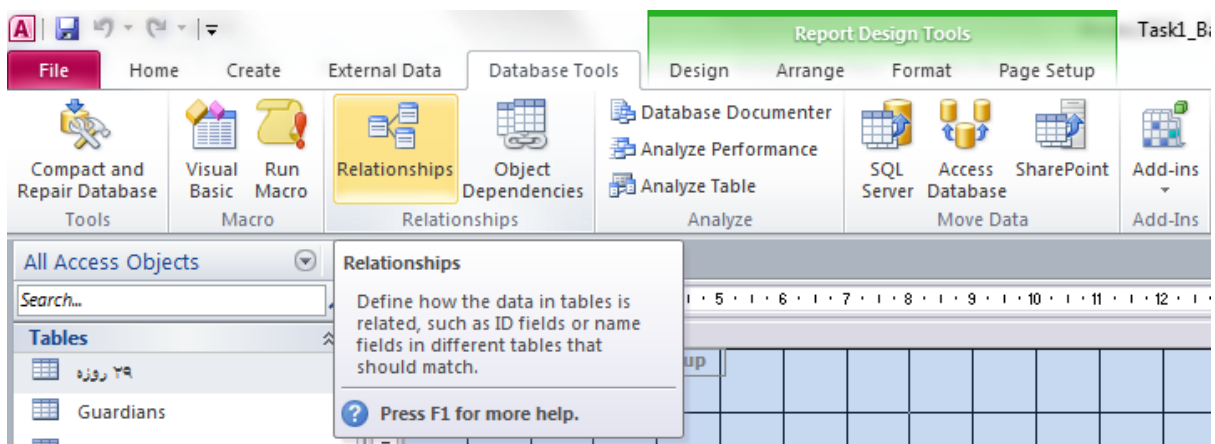 Report Design Tools
Task1_Ba
File Home Create External Data Database Tools Design Arrange Format Page Setup
Compact and Repair Database
Visual Basic
Run Macro
Relationships
Object Dependencies
Database Documenter
Analyze Performance
Analyze Table
SQL Server
Access Database
SharePoint
Add-ins
Tools Macro Relationships Analyze Move Data Add-Ins
All Access Objects
Search...
Tables
۲۹ روزه
Guardians
Relationships
Define how the data in tables is
related, such as ID fields or name
fields in different tables that
should match.
Press F1 for more help.
5 6 7 8 9 10 11 12
up